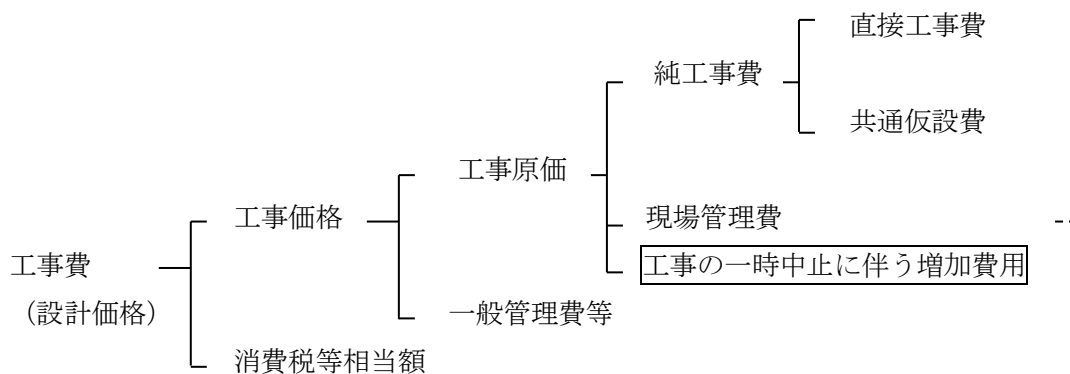 直接工事費
純工事費
共通仮設費
工事原価
工事価格
現場管理費
工事費
工事の一時中止に伴う増加費用
（設計価格）
一般管理費等
消費税等相当額